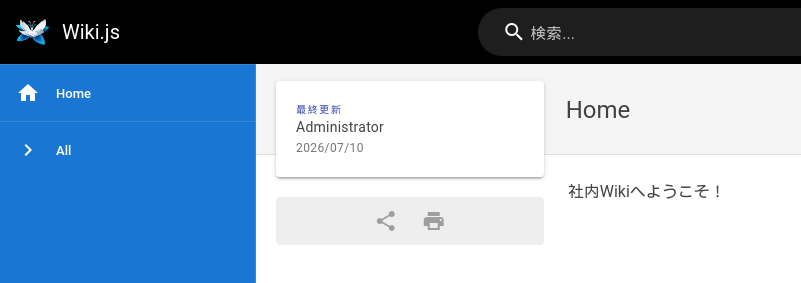 Wiki.js
検索...
Home
All
最終更新
Administrator
2026/07/10
Home
社内Wikiへようこそ！